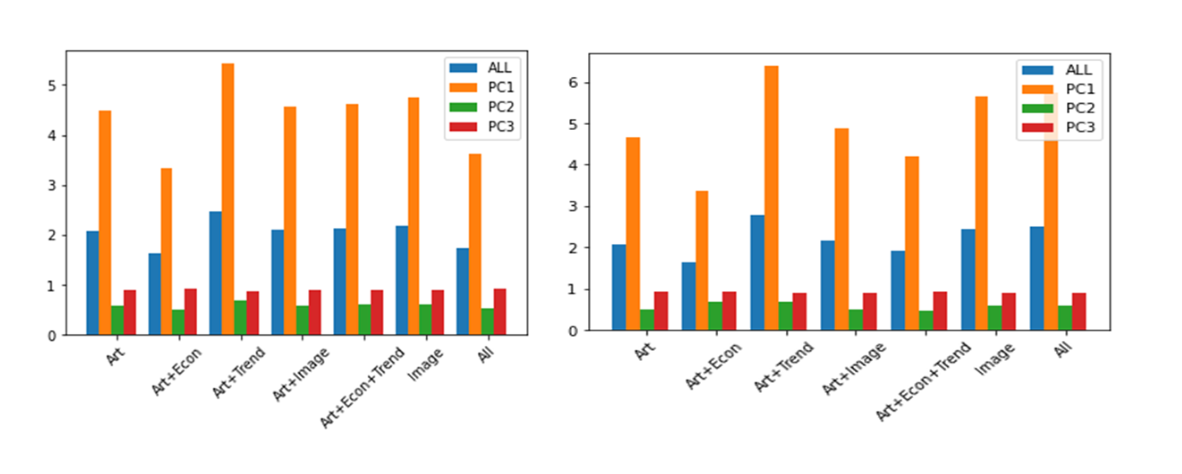 5
4
3
2
1
0
ALL
PC1
PC2
PC3
Art
Art+Econ
Art+Trend
Art+Image
Art+Econ+Trend
Image
All
6
5
4
3
2
1
0
ALL
PC1
PC2
PC3
Art
Art+Econ
Art+Trend
Art+Image
Art+Econ+Trend
Image
All